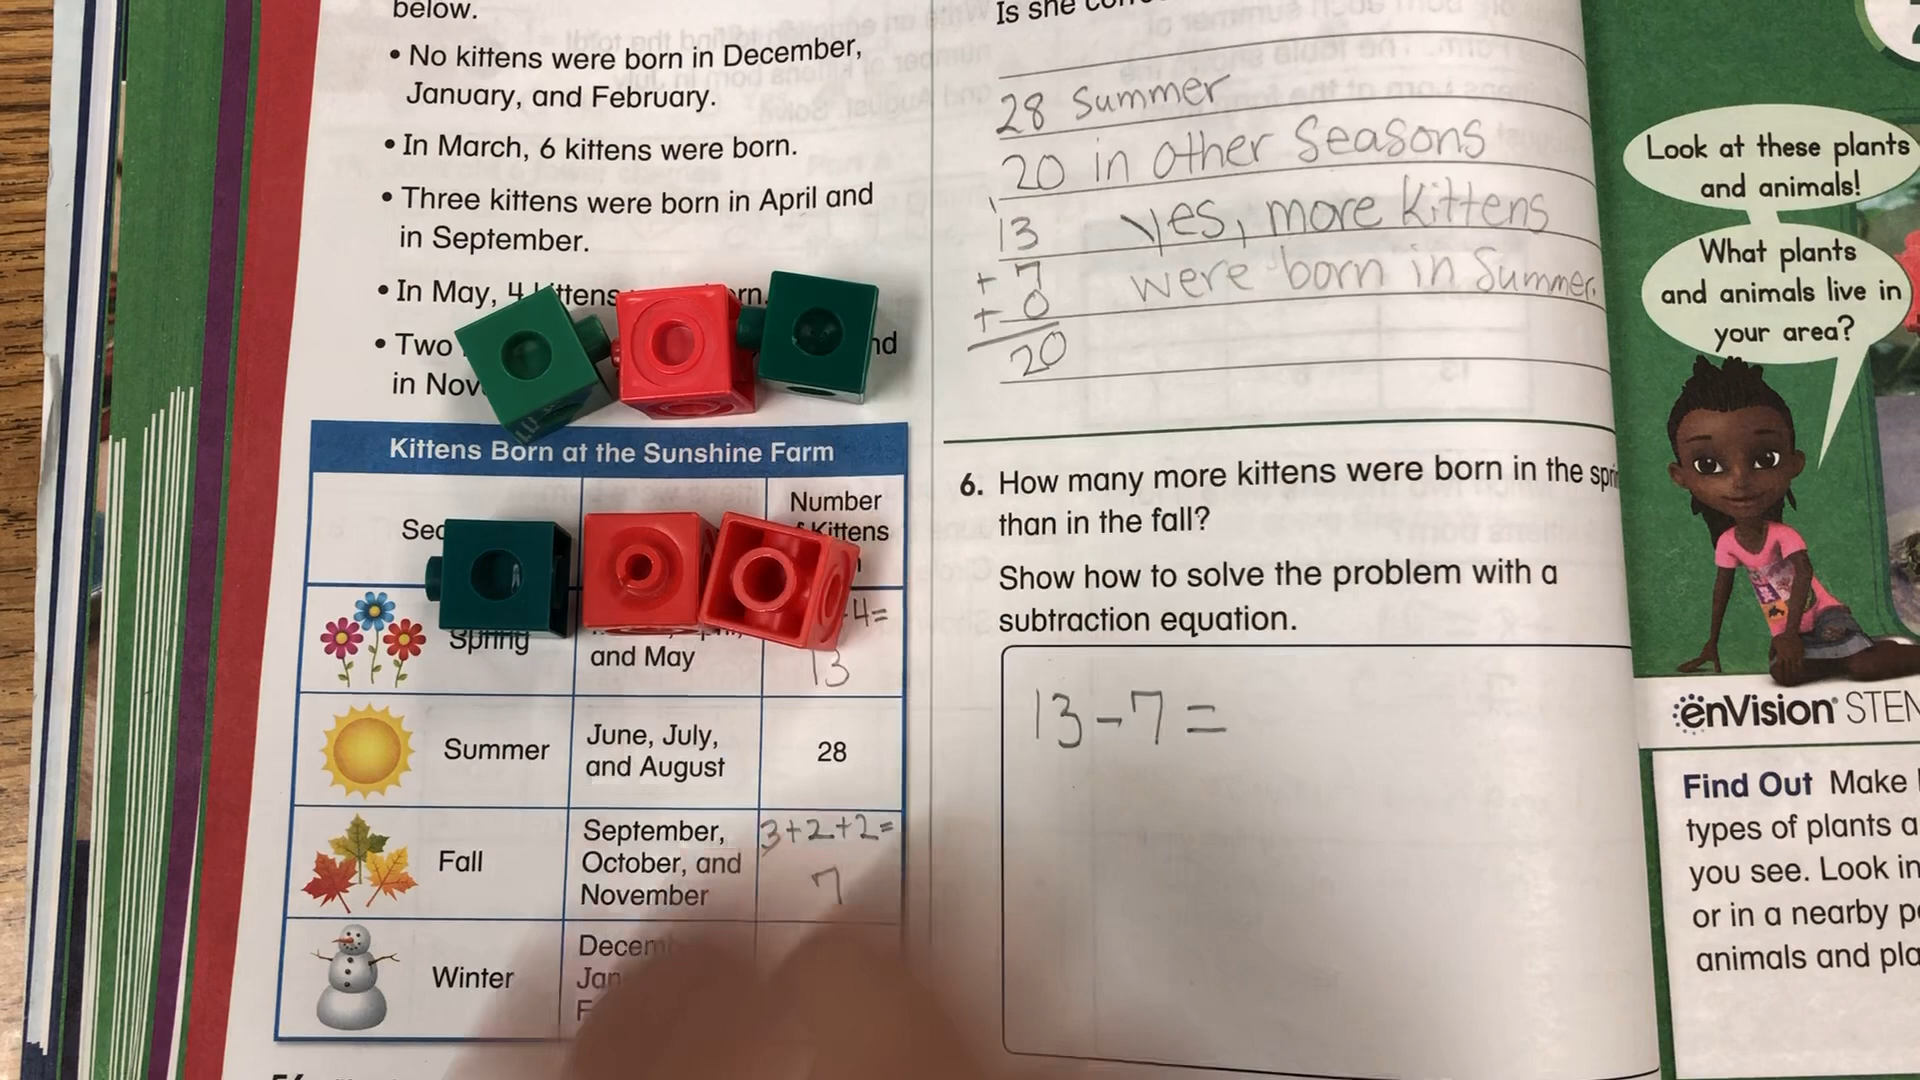 below.
• No kittens were born in December,
January, and February.
• In March, 6 kittens were born.
• Three kittens were born in April and
in September.
• In May, 4
• Two
in
Kittens Born at the Sunshine Farm
Number
Kittens
4=
Spring
and May
13
Summer
June, July,
and August
28
Fall
September,
October, and
November
3+2+2=
7
Winter
Is she
28 Summer
20 in other Seasons
1
13
+ 7
+ 0
20
yes, more Kittens
were born in Summer.
6. How many more kittens were born in the
than in the fall?
Show how to solve the problem with a
subtraction equation.
13-7=
Look at these plants
and animals!
What plants
and animals live in
your area?
enVision STEM
Find Out Make
types of plants a
you see. Look in
or in a nearby
animals and